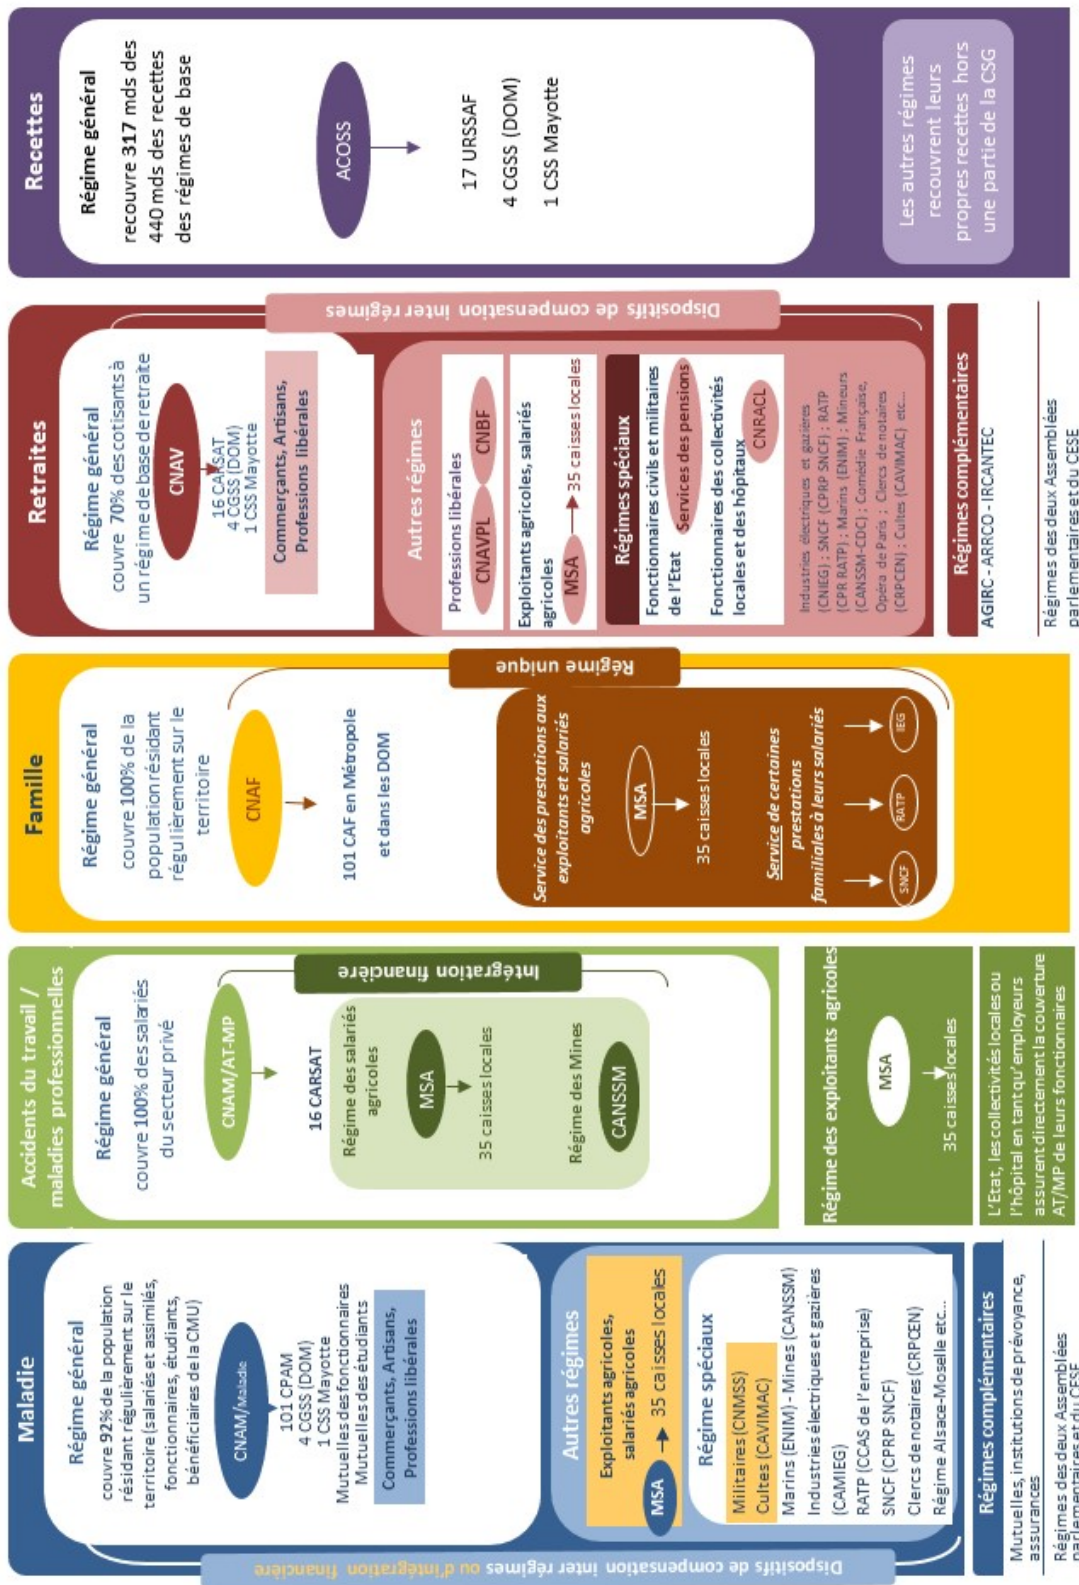 Maladie
Régime général
couvre 92% de la population
résidant régulièrement sur le
territoire (salariés et assimilés,
fonctionnaires, étudiants,
bénéficiaires de la CMU)
CNAM/Maladie
101 CPAM
4 CGSS (DOM)
1 CSS Mayotte
Mutuelles des fonctionnaires
Mutuelles des étudiants
Commerçants, Artisans,
Professions libérales
Autres régimes
Exploitants agricoles,
salariés agricoles
MSA
35 caisses locales
Régimes spéciaux
Militaires (CNMSS)
Cultes (CAVIMAC)
Marins (ENIM) - Mines (CANSSM)
Industries électriques et gazières
(CAMIEG)
RATP (CCAS de l'entreprise)
SNCF (CPRP SNCF)
Clercs de notaires (CRPCEN)
Régime Alsace-Moselle etc...
Dispositifs de compensation inter régimes ou d'intégration financière
Régimes complémentaires
Mutuelles, institutions de prévoyance,
assurances
Régimes des deux Assemblées
parlementaires et du CESE
Accidents du travail /
maladies professionnelles
Régime général
couvre 100% des salariés
du secteur privé
CNAM/AT-MP
16 CARSAT
Régime des salariés
agricoles
MSA
35 caisses locales
Régime des Mines
CANSSM
Intégration financière
Régime des exploitants agricoles
MSA
35 caisses locales
L'Etat, les collectivités locales ou
l'hôpital en tant qu'employeurs
assurent directement la couverture
AT/MP de leurs fonctionnaires
Famille
Régime général
couvre 100% de la
population résidant
régulièrement sur le
territoire
CNAF
101 CAF en Métropole
et dans les DOM
Régime unique
Service des prestations aux
exploitants et salariés
agricoles
MSA
35 caisses locales
Service de certaines
prestations
familiales à leurs salariés
SNCF
RATP
IEG
Retraites
Régime général
couvre 70% des cotisants à
un régime de base de retraite
CNAV
16 CARSAT
4 CGSS (DOM)
1 CSS Mayotte
Commerçants, Artisans,
Professions libérales
Dispositifs de compensation inter régimes
Autres régimes
Professions libérales
CNAVPL
CNBF
Exploitants agricoles, salariés
agricoles
MSA
35 caisses locales
Régimes spéciaux
Fonctionnaires civils et militaires
de l'Etat
Services des pensions
Fonctionnaires des collectivités
locales et des hôpitaux
CNRACL
Industries électriques et gazières
(CNIEG) ; SNCF (CPRP SNCF) ; RATP
(CPR RATP) ; Marins (ENIM) ; Mineurs
(CANSSM-CDC) ; Comédie Française,
Opéra de Paris ; Clercs de notaires
(CRPCEN) ; Cultes (CAVIMAC) etc...
Régimes complémentaires
AGIRC - ARRCO - IRCANTEC
Régimes des deux Assemblées
parlementaires et du CESE
Recettes
Régime général
recouvre 317 mds des
440 mds des recettes
des régimes de base
ACOSS
17 URSSAF
4 CGSS (DOM)
1 CSS Mayotte
Les autres régimes
recouvrent leurs
propres recettes hors
une partie de la CSG